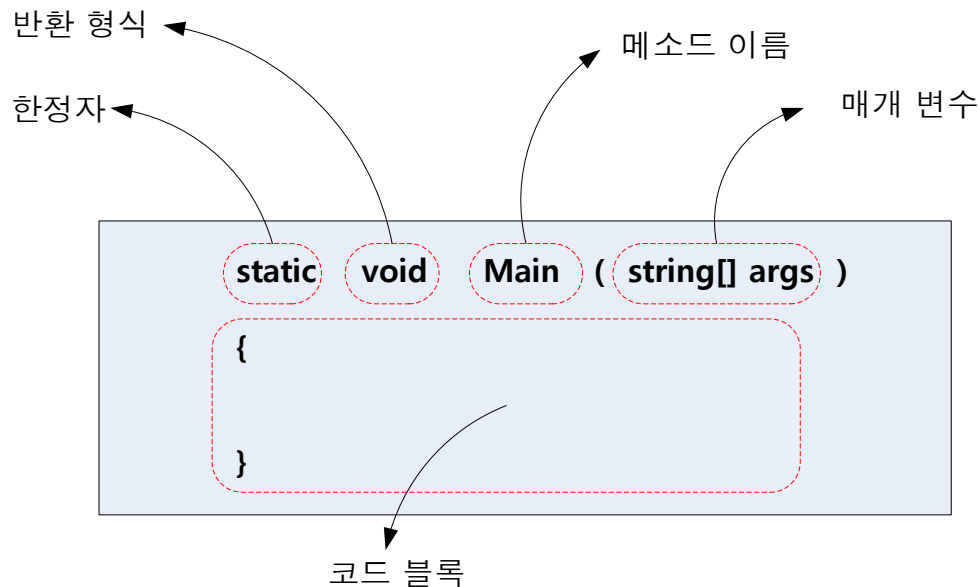 반환 형식
메소드 이름
한정자
매개 변수
static void Main ( string[] args )
{
}
코드 블록